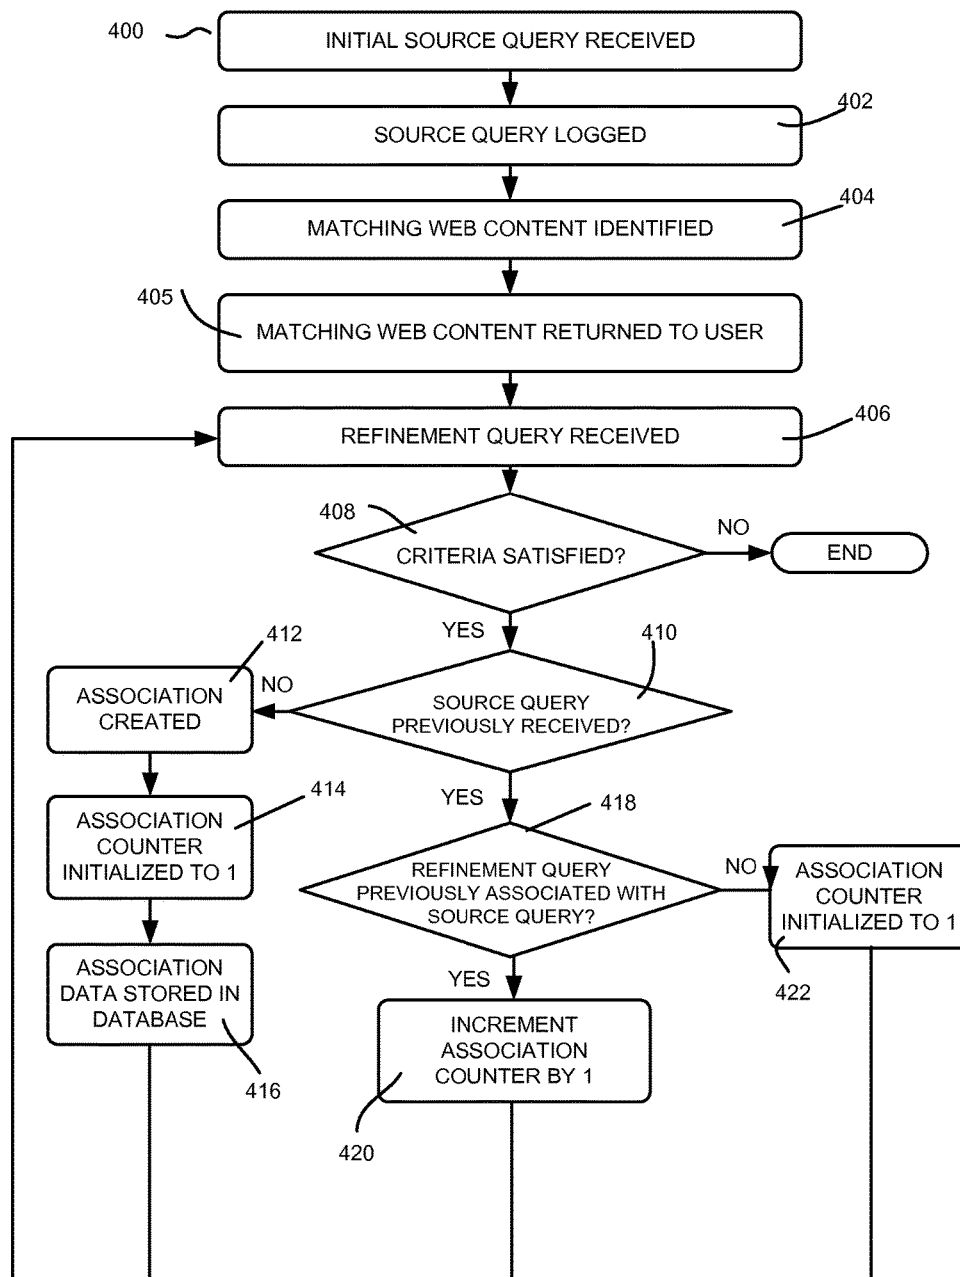 400
INITIAL SOURCE QUERY RECEIVED
402
SOURCE QUERY LOGGED
404
MATCHING WEB CONTENT IDENTIFIED
405
MATCHING WEB CONTENT RETURNED TO USER
406
REFINEMENT QUERY RECEIVED
408
CRITERIA SATISFIED?
NO
END
YES
410
SOURCE QUERY
PREVIOUSLY RECEIVED?
NO
412
ASSOCIATION
CREATED
414
ASSOCIATION
COUNTER
INITIALIZED TO 1
ASSOCIATION
DATA STORED IN
DATABASE
416
YES
418
REFINEMENT QUERY
PREVIOUSLY ASSOCIATED WITH
SOURCE QUERY?
NO
ASSOCIATION
COUNTER
INITIALIZED TO 1
422
YES
INCREMENT
ASSOCIATION
COUNTER BY 1
420